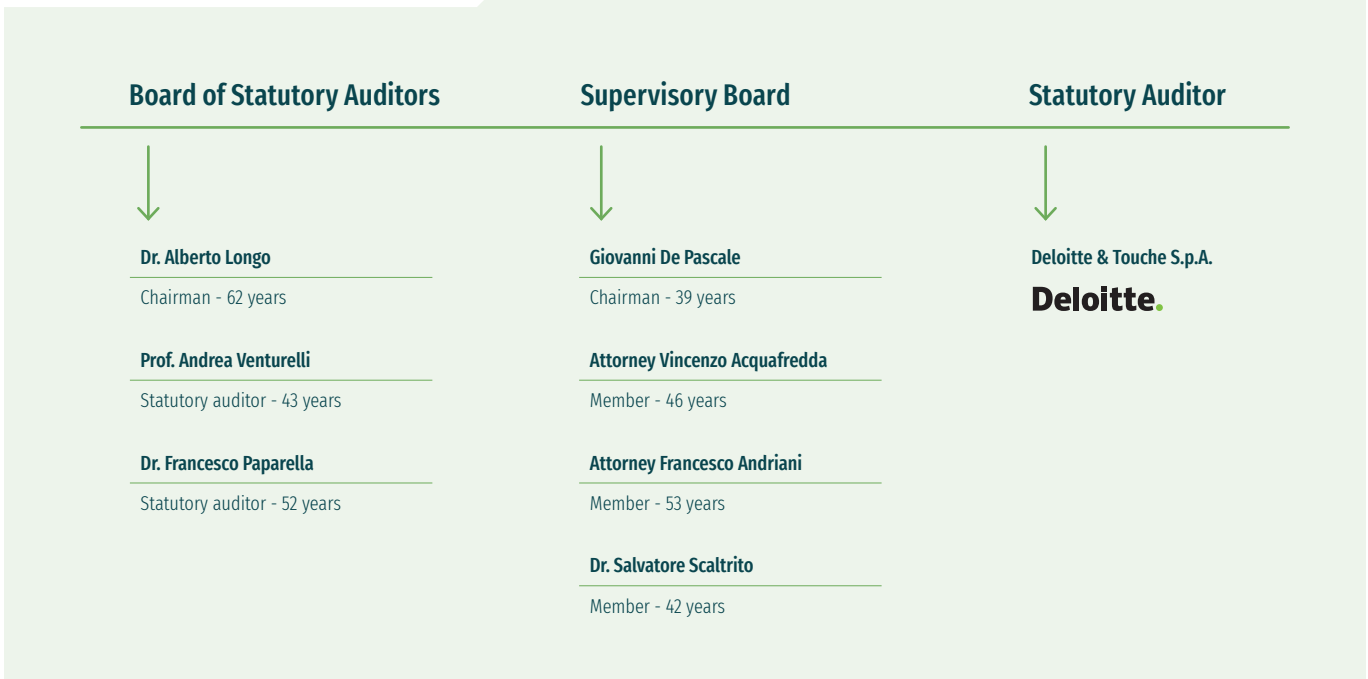 Board of Statutory Auditors
Dr. Alberto Longo
Chairman - 62 years
Prof. Andrea Venturelli
Statutory auditor - 43 years
Dr. Francesco Paparella
Statutory auditor - 52 years
Supervisory Board
Giovanni De Pascale
Chairman - 39 years
Attorney Vincenzo Acquafredda
Member - 46 years
Attorney Francesco Andriani
Member - 53 years
Dr. Salvatore Scaltrito
Member - 42 years
Statutory Auditor
Deloitte & Touche S.p.A.
Deloitte.